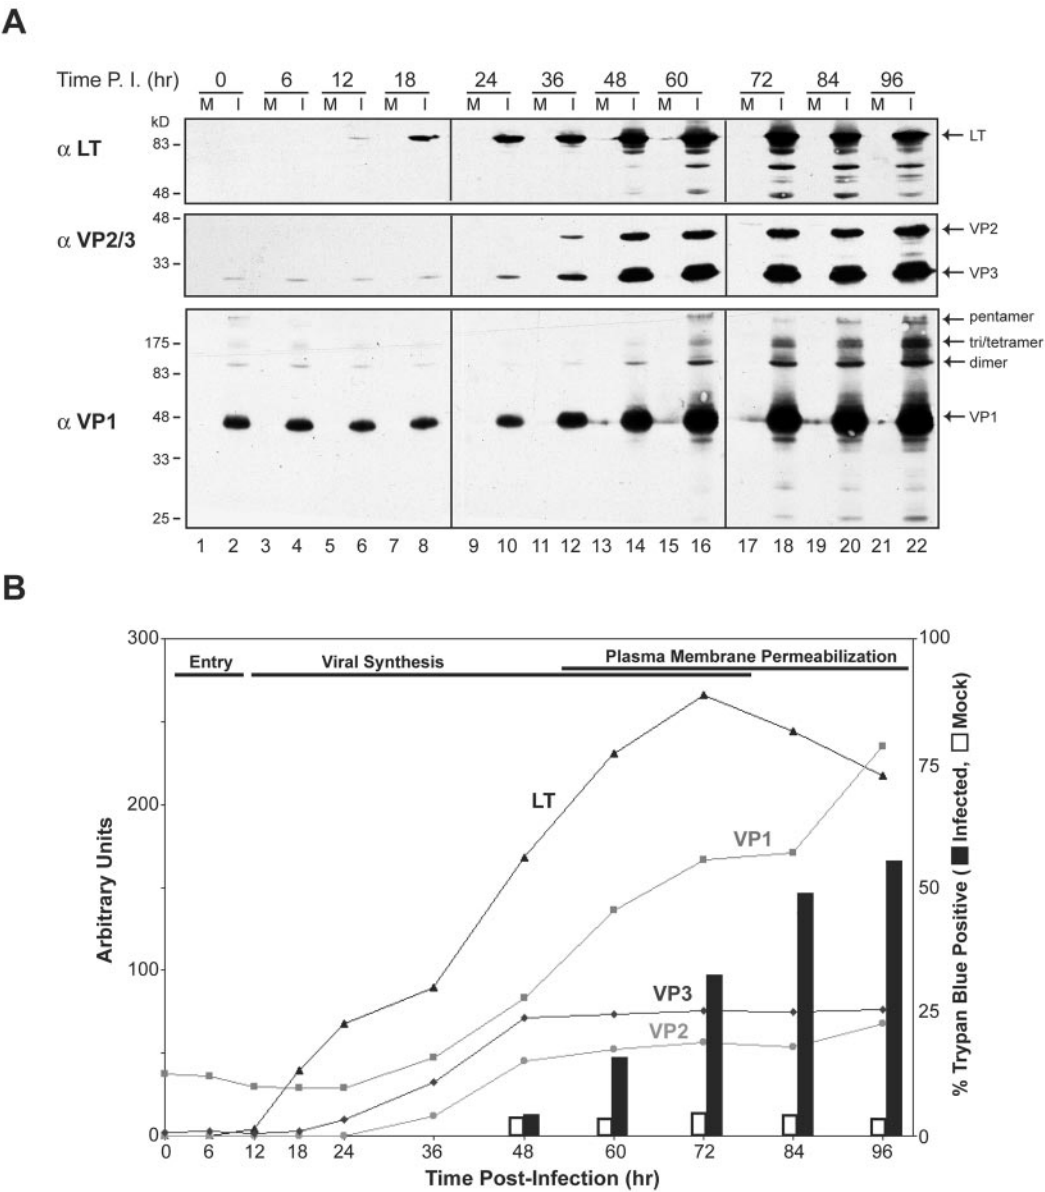 A
Time P. I. (hr) 0 6 12 18 24 36 48 60 72 84 96
M I M I M I M I M I M I M I M I M I M I M I
kD
α LT
83
48
LT
α VP2/3
48
33
VP2
VP3
α VP1
175
83
48
33
25
pentamer
tri/tetramer
dimer
VP1
1 2 3 4 5 6 7 8 9 10 11 12 13 14 15 16 17 18 19 20 21 22
B
300
200
100
0
Arbitrary Units
Entry
Viral Synthesis
Plasma Membrane Permeabilization
LT
VP1
VP3
VP2
100
75
50
25
0
% Trypan Blue Positive ( Infected, Mock)
0 6 12 18 24 36 48 60 72 84 96
Time Post-Infection (hr)